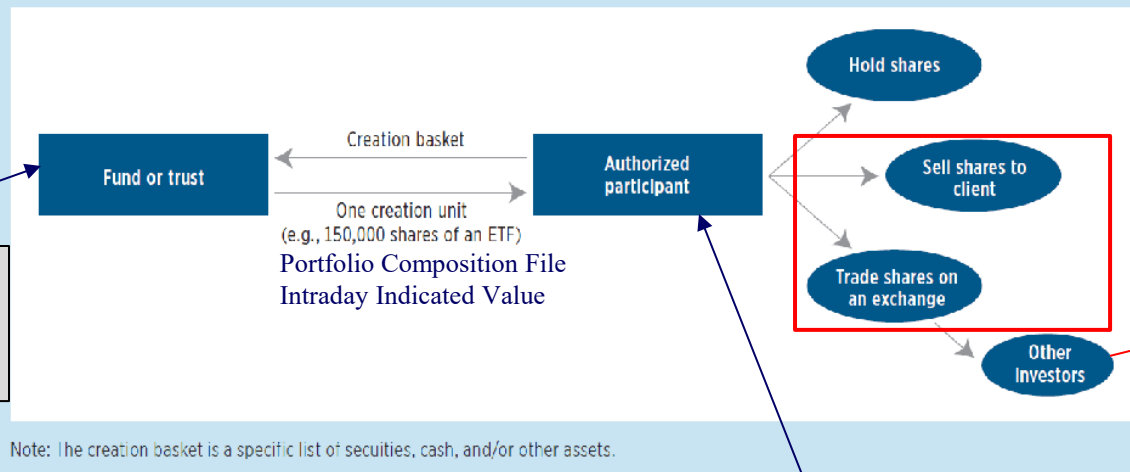 Hold shares
Creation basket
Fund or trust
Authorized
participant
Sell shares to
client
One creation unit
(e.g., 150,000 shares of an ETF)
Portfolio Composition File
Intraday Indicated Value
Trade shares on
an exchange
Other
Investors
Note: The creation basket is a specific list of secuities, cash, and/or other assets.